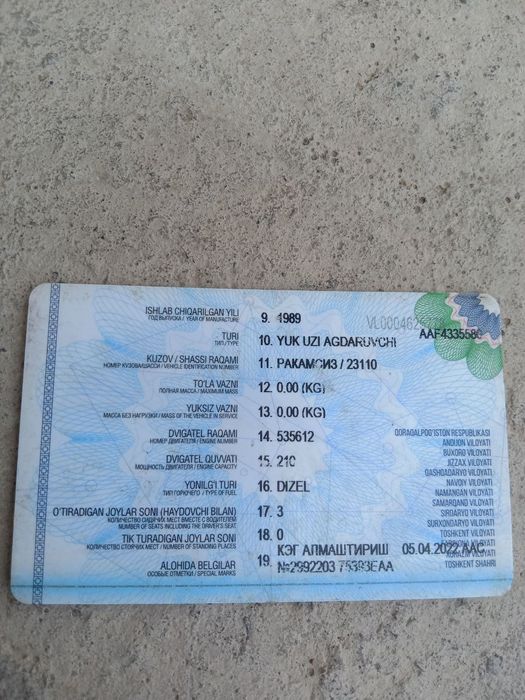 ISHLAB CHIQARILGAN YILI 9. 1989
ГОД ВЫПУСКА / YEAR OF MANUFACTURE
AAF4335580
TURI 10. YUK UZI AGDARUVCHI
ТИП/TYPE
KUZOV / SHASSI RAQAMI 11. РАКАМСИЗ / 23110
НОМЕР КУЗОВА/ШАССИ / VEHICLE IDENTIFICATION NUMBER
TO'LA VAZNI 12. 0.00 (KG)
ПОЛНАЯ МАССА / MAXIMUM MASS
YUKSIZ VAZNI 13. 0.00 (KG)
МАССА БЕЗ НАГРУЗКИ / MASS OF THE VEHICLE IN SERVICE
DVIGATEL RAQAMI 14. 535612
НОМЕР ДВИГАТЕЛЯ / ENGINE NUMBER
DVIGATEL QUVVATI 15. 210
МОЩНОСТЬ ДВИГАТЕЛЯ / ENGINE CAPACITY
YONILG'I TURI 16. DIZEL
ТИП ГОРЮЧЕГО / TYPE OF FUEL
O'TIRADIGAN JOYLAR SONI (HAYDOVCHI BILAN) 17. 3
КОЛИЧЕСТВО СИДЯЧИХ МЕСТ ВМЕСТЕ С ВОДИТЕЛЕМ
NUMBER OF SEATS INCLUDING THE DRIVER'S SEAT
TIK TURADIGAN JOYLAR SONI 18. 0
КОЛИЧЕСТВО СТОЯЧИХ МЕСТ / NUMBER OF STANDING PLACES
ALOHIDA BELGILAR 19. КЭГ АЛМАШТИРИШ 05.04.2022 ААС
ОСОБЫЕ ОТМЕТКИ / SPECIAL MARKS
QORAQALPOG'ISTON RESPUBLIKASI
ANDIJON VILOYATI
BUXORO VILOYATI
JIZZAX VILOYATI
QASHQADARYO VILOYATI
NAVOIY VILOYATI
NAMANGAN VILOYATI
SAMARQAND VILOYATI
SIRDARYO VILOYATI
SURXONDARYO VILOYATI
TOSHKENT VILOYATI
TOSHKENT SHAHRI